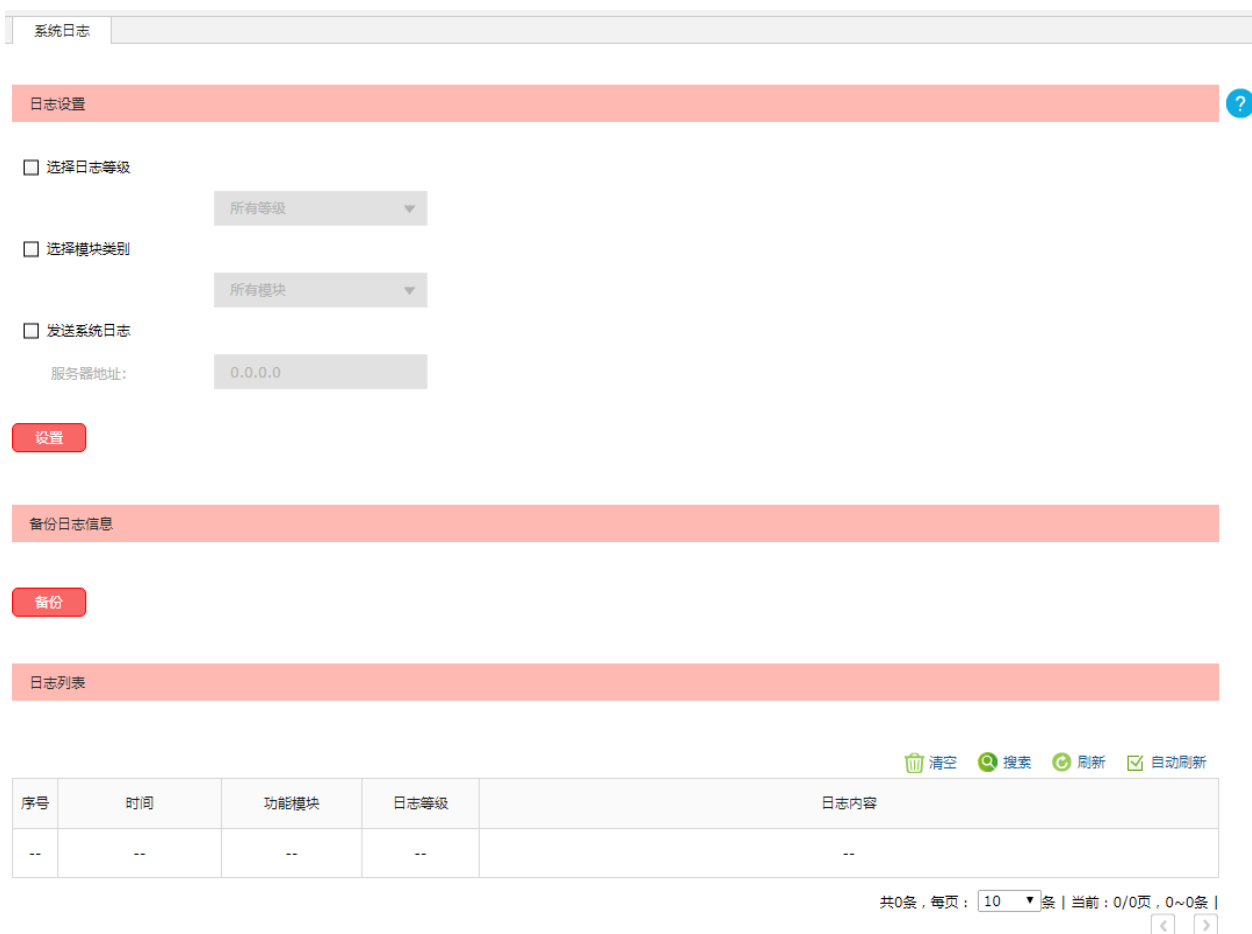 系统日志
日志设置
?
选择日志等级
所有等级
选择模块类别
所有模块
发送系统日志
服务器地址:
0.0.0.0
设置
备份日志信息
备份
日志列表
清空 搜索 刷新 自动刷新
序号 时间 功能模块 日志等级 日志内容
-- -- -- -- --
共0条，每页： 10 条 | 当前：0/0页，0~0条 |
< >